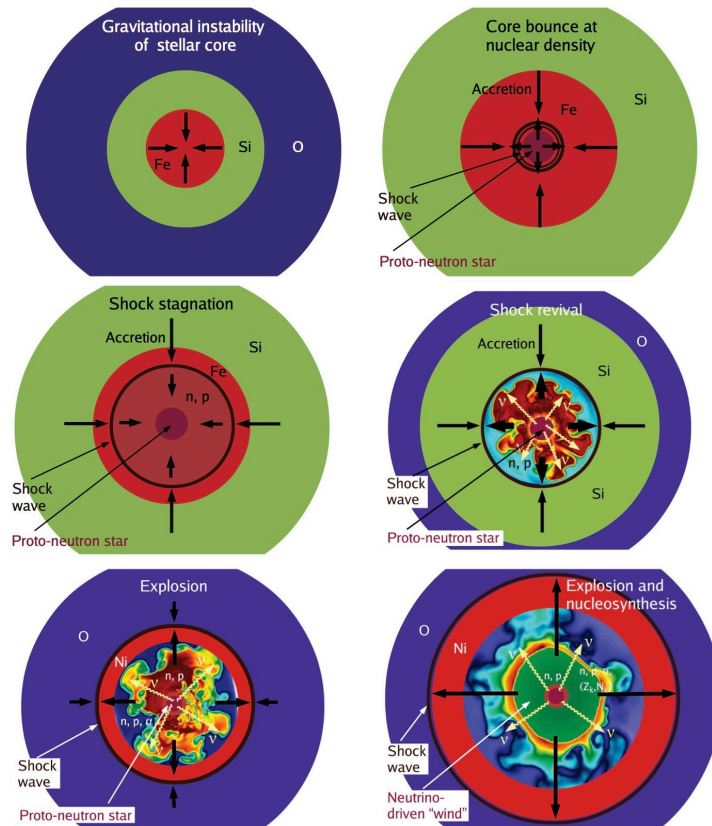 Gravitational instability
of stellar core
Fe
Si
O
Core bounce at
nuclear density
Accretion
Fe
Si
Shock
wave
Proto-neutron star
Shock stagnation
Accretion
Si
Fe
n, p
Shock
wave
Proto-neutron star
Shock revival
O
Accretion
Si
ν
ν
ν
n, p
ν
Shock
wave
Si
Proto-neutron star
Explosion
O
Ni
n, p
ν
ν
n, p, α
ν
ν
Shock
wave
Proto-neutron star
Explosion and
nucleosynthesis
O
Ni
ν
ν
n, p
n, p, α,
ν
ν
Shock
wave
Neutrino-
driven "wind"